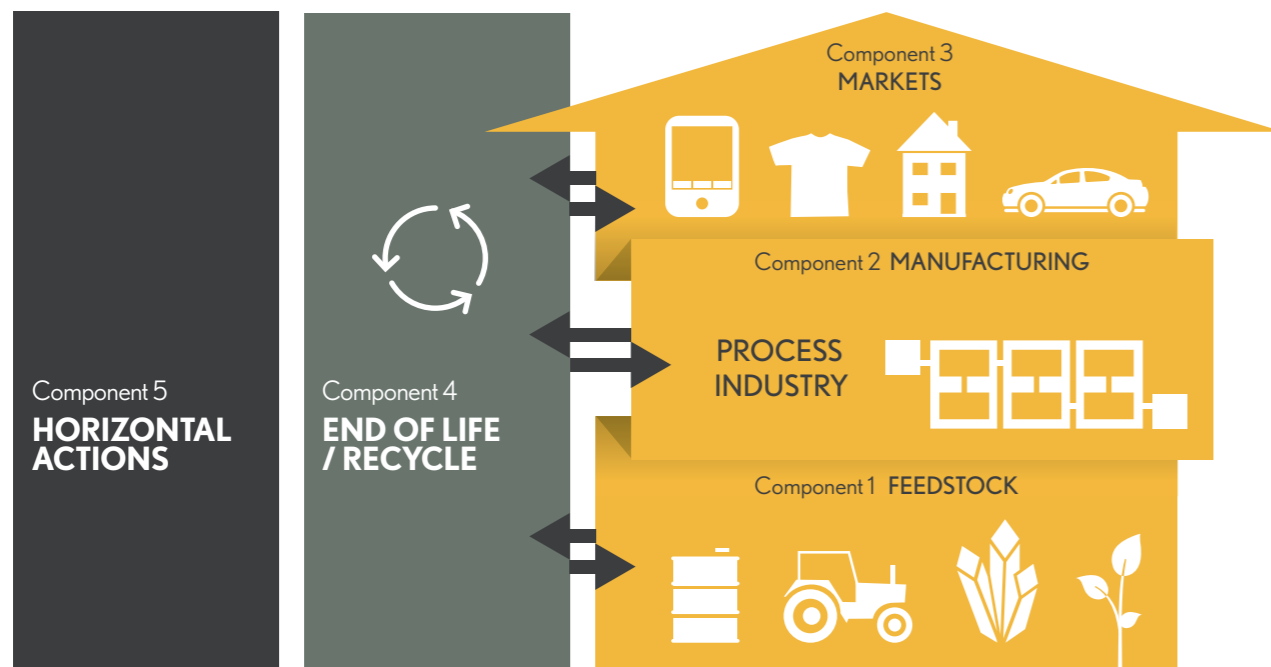 Component 5
HORIZONTAL
ACTIONS
Component 4
END OF LIFE
/ RECYCLE
Component 3
MARKETS
Component 2 MANUFACTURING
PROCESS
INDUSTRY
Component 1 FEEDSTOCK